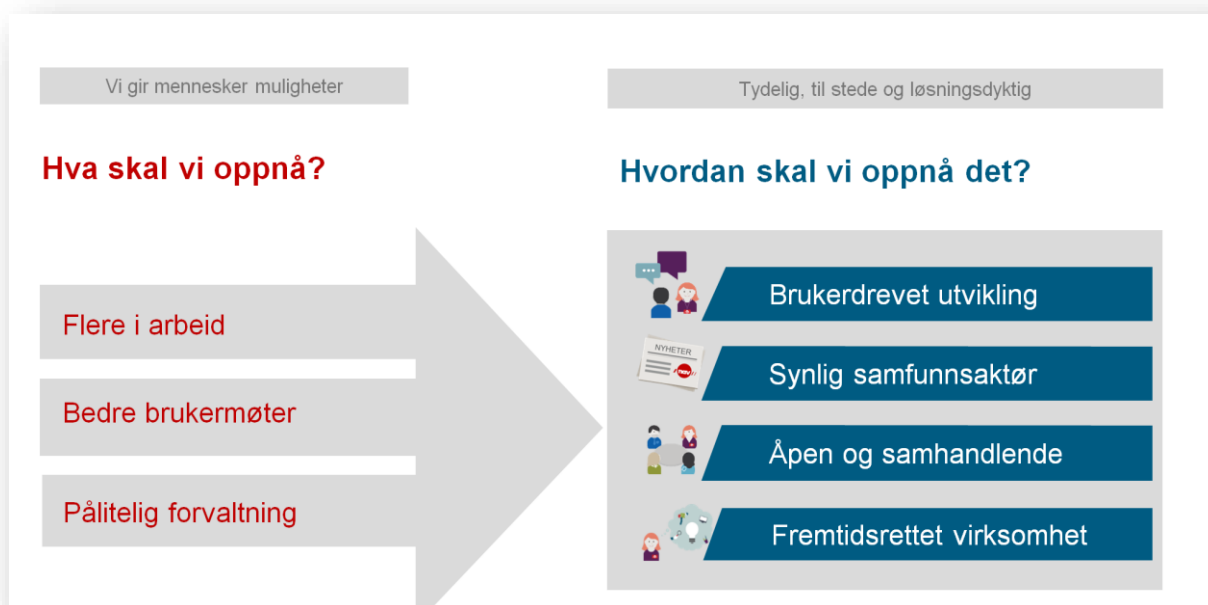 Vi gir mennesker muligheter
Hva skal vi oppnå?
Flere i arbeid
Bedre brukermøter
Pålitelig forvaltning
Tydelig, til stede og løsningsdyktig
Hvordan skal vi oppnå det?
Brukerdrevet utvikling
NYHETER
Synlig samfunnsaktør
Åpen og samhandlende
Fremtidsrettet virksomhet